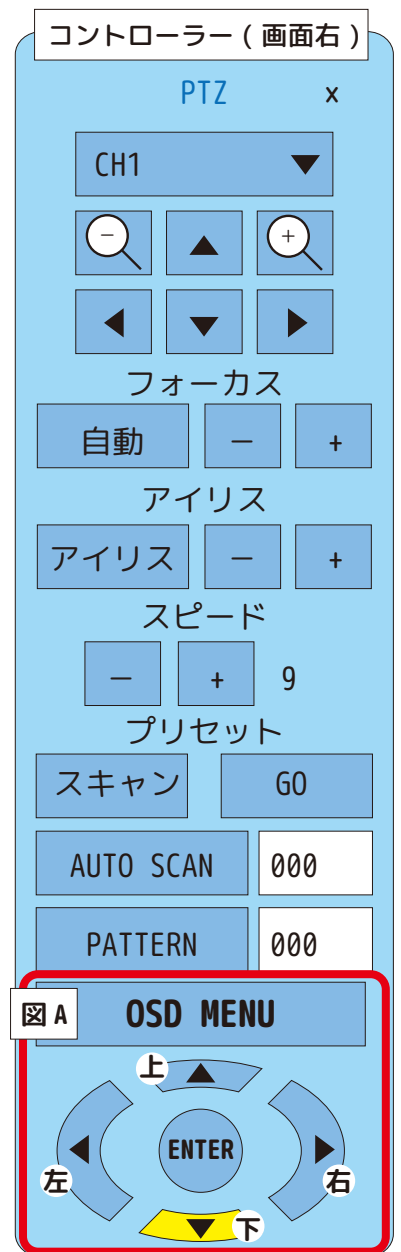 コントローラー ( 画面右 )
PTZ x
CH1
− +
フォーカス
自動 − +
アイリス
アイリス − +
スピード
− + 9
プリセット
スキャン GO
AUTO SCAN 000
PATTERN 000
図 A OSD MENU
上
ENTER
左 右
下